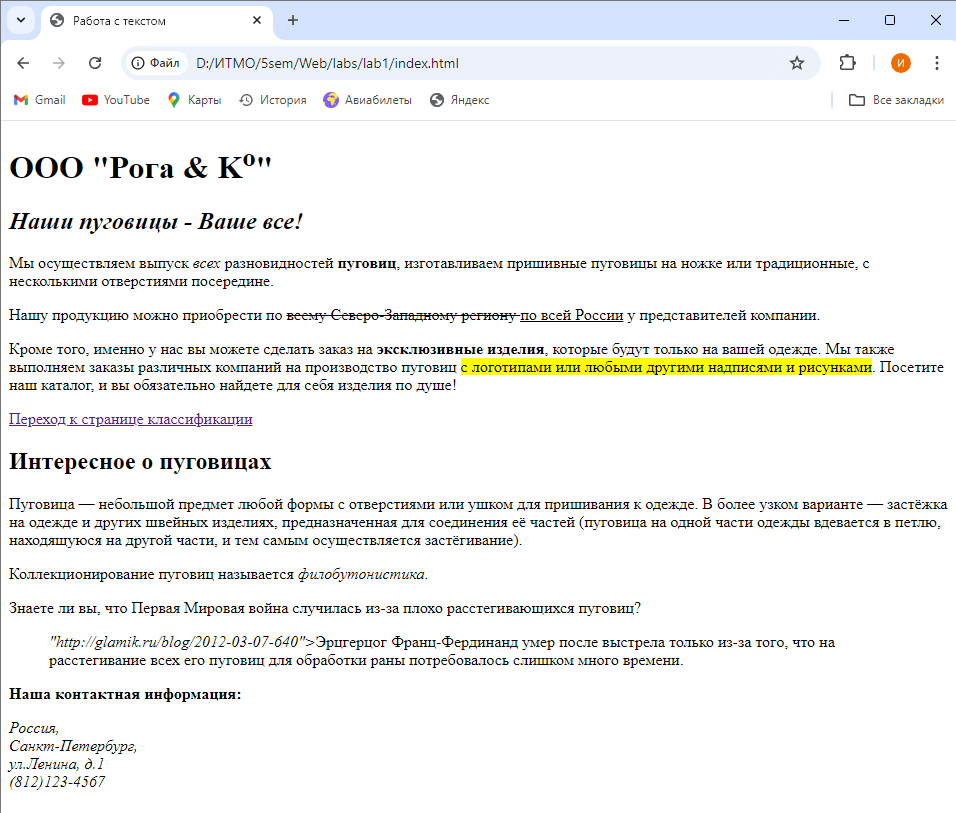 Работа с текстом
Файл D:/ИТМО/5sem/Web/labs/lab1/index.html И
Gmail YouTube Карты История Авиабилеты Яндекс Все закладки
ООО "Рога & Kº"
Наши пуговицы - Ваше все!
Мы осуществляем выпуск всех разновидностей пуговиц, изготавливаем пришивные пуговицы на ножке или традиционные, с
несколькими отверстиями посередине.
Нашу продукцию можно приобрести по всему Северо-Западному региону по всей России у представителей компании.
Кроме того, именно у нас вы можете сделать заказ на эксклюзивные изделия, которые будут только на вашей одежде. Мы также
выполняем заказы различных компаний на производство пуговиц с логотипами или любыми другими надписями и рисунками. Посетите
наш каталог, и вы обязательно найдете для себя изделия по душе!
Переход к странице классификации
Интересное о пуговицах
Пуговица — небольшой предмет любой формы с отверстиями или ушком для пришивания к одежде. В более узком варианте — застёжка
на одежде и других швейных изделиях, предназначенная для соединения её частей (пуговица на одной части одежды вдевается в петлю,
находящуюся на другой части, и тем самым осуществляется застёгивание).
Коллекционирование пуговиц называется филобутонистика.
Знаете ли вы, что Первая Мировая война случилась из-за плохо расстегивающихся пуговиц?
"http://glamik.ru/blog/2012-03-07-640">Эрцгерцог Франц-Фердинанд умер после выстрела только из-за того, что на
расстегивание всех его пуговиц для обработки раны потребовалось слишком много времени.
Наша контактная информация:
Россия,
Санкт-Петербург,
ул.Ленина, д.1
(812)123-4567